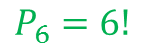 P₆ = 6!